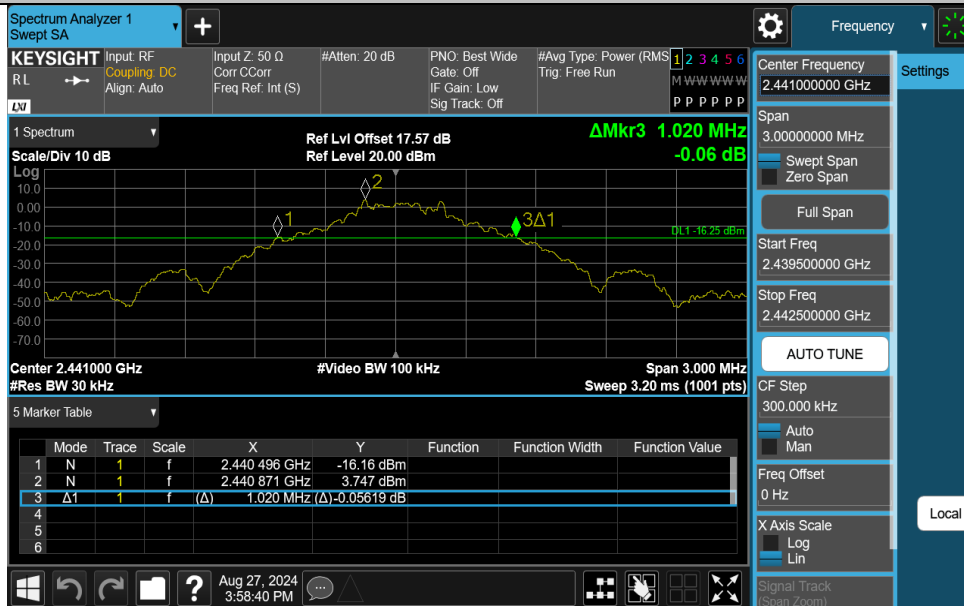 Spectrum Analyzer 1
Swept SA
+
Frequency
KEYSIGHT
RL
LXI
Input: RF
Coupling: DC
Align: Auto
Input Z: 50 Ω
Corr CCorr
Freq Ref: Int (S)
#Atten: 20 dB
PNO: Best Wide
Gate: Off
IF Gain: Low
Sig Track: Off
#Avg Type: Power (RMS
Trig: Free Run
1 2 3 4 5 6
M W W W W W
P P P P P P
1 Spectrum
Scale/Div 10 dB
Ref Lvl Offset 17.57 dB
Ref Level 20.00 dBm
ΔMkr3 1.020 MHz
-0.06 dB
Log
10.0
0.00
-10.0
-20.0
-30.0
-40.0
-50.0
-60.0
-70.0
1
2
3Δ1
DL1 -16.25 dBm
Center 2.441000 GHz
#Video BW 100 kHz
Span 3.000 MHz
#Res BW 30 kHz
Sweep 3.20 ms (1001 pts)
5 Marker Table
Mode Trace Scale X Y Function Function Width Function Value
1 N 1 f 2.440 496 GHz -16.16 dBm
2 N 1 f 2.440 871 GHz 3.747 dBm
3 Δ1 1 f (Δ) 1.020 MHz (Δ)-0.05619 dB
4
5
6
Aug 27, 2024
3:58:40 PM
?
Center Frequency
2.441000000 GHz
Span
3.00000000 MHz
Swept Span
Zero Span
Full Span
Start Freq
2.439500000 GHz
Stop Freq
2.442500000 GHz
AUTO TUNE
CF Step
300.000 kHz
Auto
Man
Freq Offset
0 Hz
X Axis Scale
Log
Lin
Signal Track
(Span Zoom)
Settings
Local